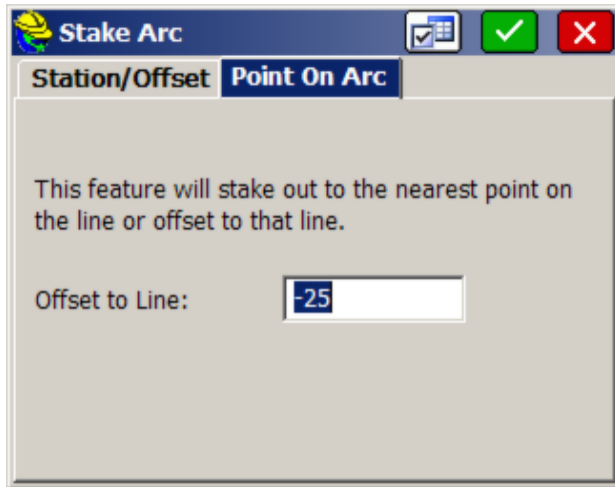 Stake Arc
Station/Offset Point On Arc
This feature will stake out to the nearest point on
the line or offset to that line.
Offset to Line: -25